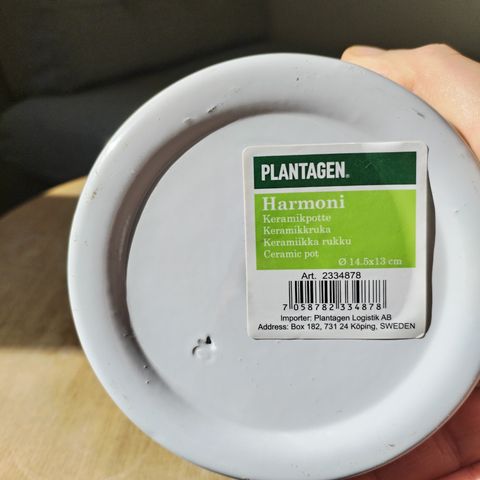 PLANTAGEN®
Harmoni
Keramikpotte
Keramikkruka
Keramiikka rukku
Ceramic pot
Ø 14.5x13 cm
Art. 2334878
7 058782 334878
Importer: Plantagen Logistik AB
Address: Box 182, 731 24 Köping, SWEDEN